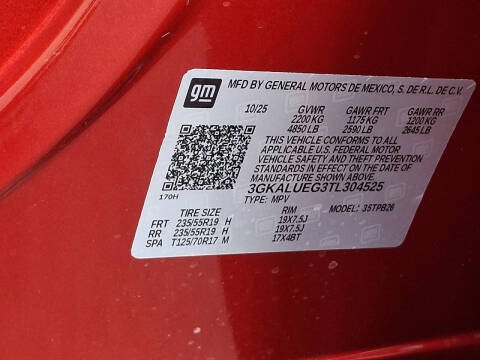 gm
MFD BY GENERAL MOTORS DE MEXICO, S. DE R.L. DE C.V.
10/25 GVWR GAWR FRT GAWR RR
2200 KG 1175 KG 1200 KG
4850 LB 2590 LB 2645 LB
THIS VEHICLE CONFORMS TO ALL
APPLICABLE U.S. FEDERAL MOTOR
VEHICLE SAFETY AND THEFT PREVENTION
STANDARDS IN EFFECT ON THE DATE OF
MANUFACTURE SHOWN ABOVE.
3GKALUEG3TL304525
170H
TYPE: MPV MODEL: 35TPB26
TIRE SIZE RIM
FRT 235/55R19 H 19X7.5J
RR 235/55R19 H 19X7.5J
SPA T125/70R17 M 17X4BT